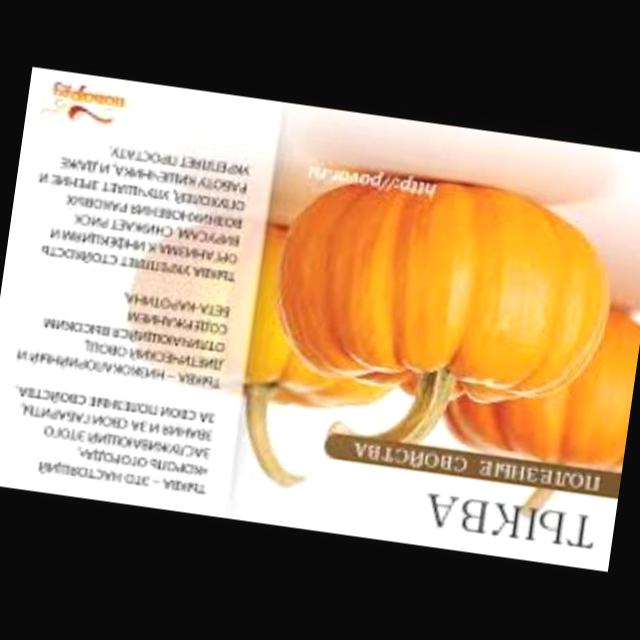 ТЫКВА
ПОЛЕЗНЫЕ СВОЙСТВА
http://povor.ru
ТЫКВА – ЭТО НАСТОЯЩИЙ
«КОРОЛЬ ОГОРОДА»,
ЗАСЛУЖИВАЮЩИЙ ЭТОГО
ЗВАНИЯ И ЗА СВОИ ГАБАРИТЫ,
ЗА СВОИ ПОЛЕЗНЫЕ СВОЙСТВА.
ТЫКВА – НИЗКОКАЛОРИЙНЫЙ И
ДИЕТИЧЕСКИЙ ОВОЩ,
ОТЛИЧАЮЩИЙСЯ ВЫСОКИМ
СОДЕРЖАНИЕМ
БЕТА-КАРОТИНА.
ТЫКВА УКРЕПЛЯЕТ СТОЙКОСТЬ
ОРГАНИЗМА К ИНФЕКЦИЯМ И
ВИРУСАМ, СНИЖАЕТ РИСК
ВОЗНИКНОВЕНИЯ РАКОВЫХ
ОПУХОЛЕЙ, УЛУЧШАЕТ ЗРЕНИЕ И
РАБОТУ КИШЕЧНИКА, И ДАЖЕ
УКРЕПЛЯЕТ ПРОСТАТУ.